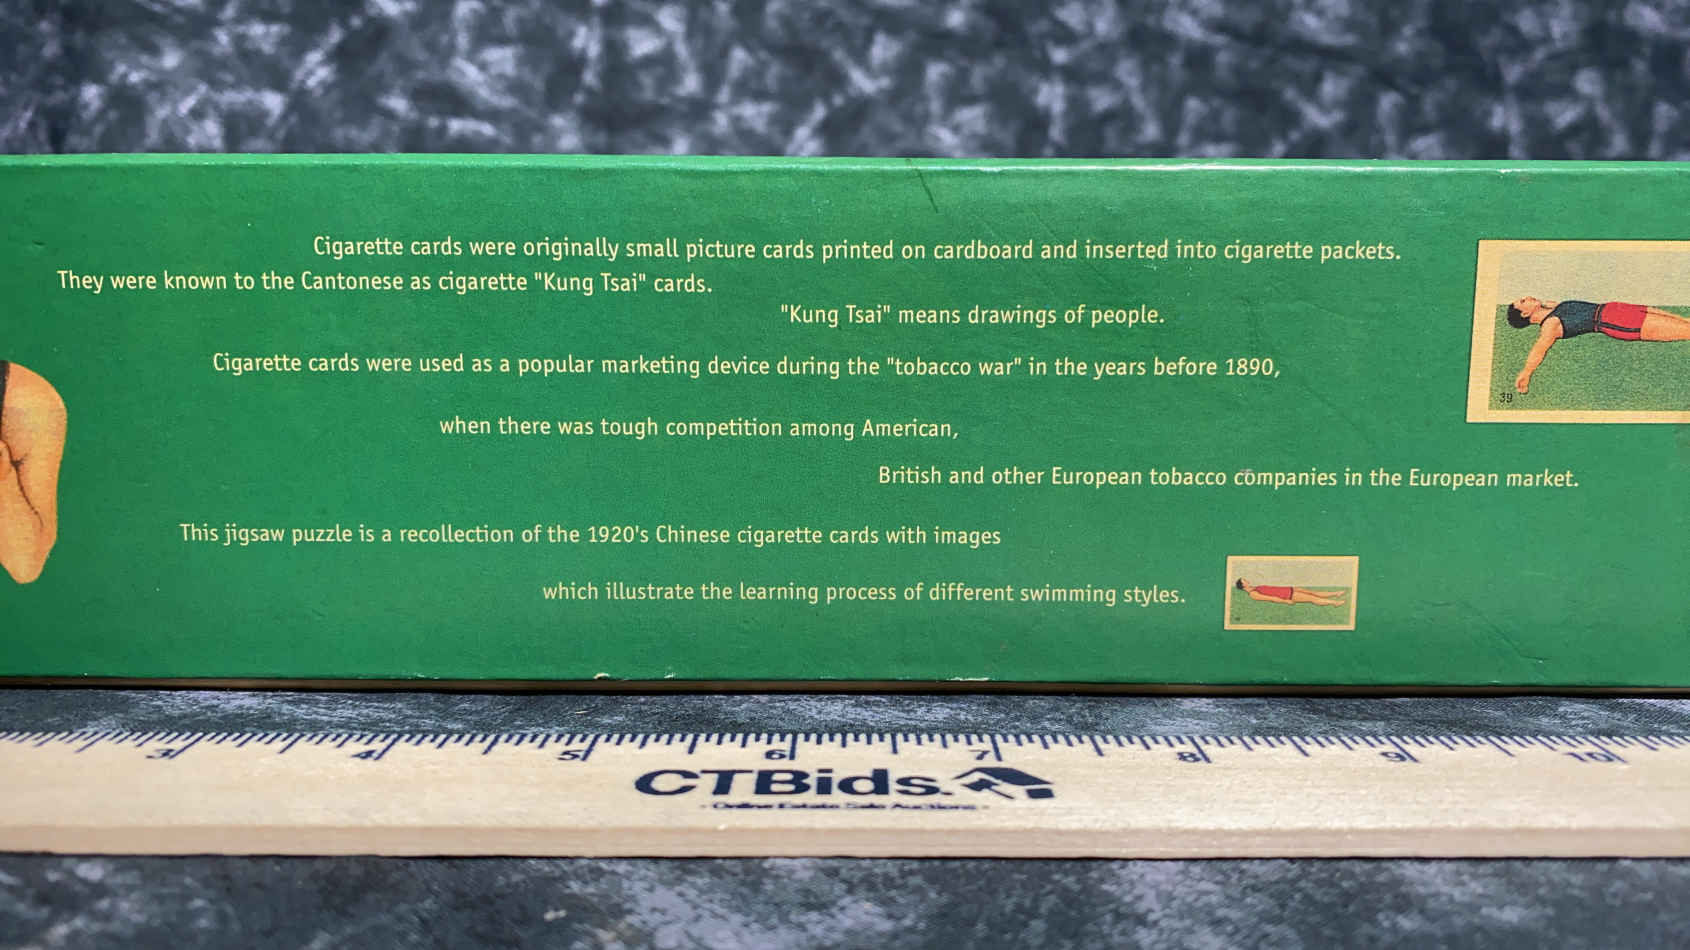 Cigarette cards were originally small picture cards printed on cardboard and inserted into cigarette packets.
They were known to the Cantonese as cigarette "Kung Tsai" cards.
"Kung Tsai" means drawings of people.
Cigarette cards were used as a popular marketing device during the "tobacco war" in the years before 1890,
when there was tough competition among American,
British and other European tobacco companies in the European market.
39
This jigsaw puzzle is a recollection of the 1920's Chinese cigarette cards with images
which illustrate the learning process of different swimming styles.
3 4 5 6 7 8 9 10
CTBids.
- Online Estate Sale Auctions -